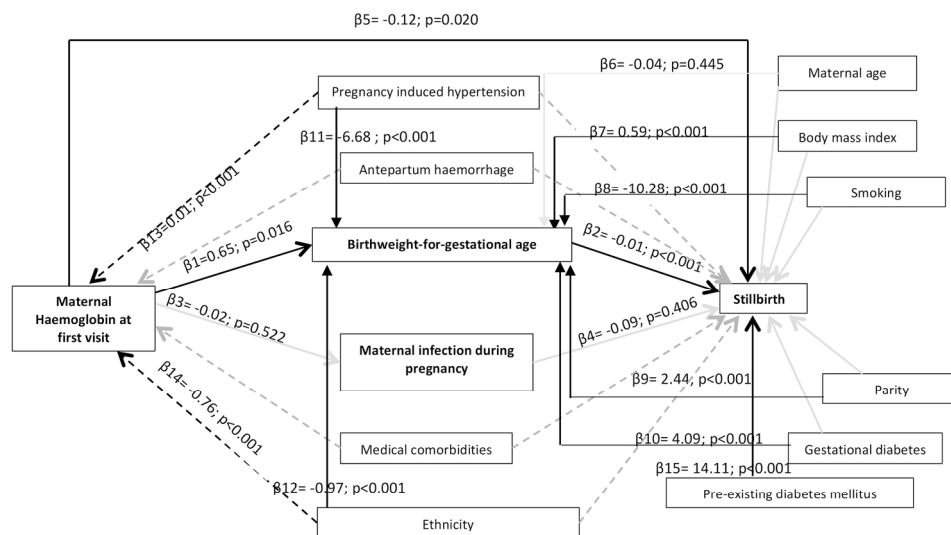 β5= -0.12; p=0.020
β6= -0.04; p=0.445
Maternal age
Pregnancy induced hypertension
β11= -6.68 ; p<0.001
β7= 0.59; p<0.001
Body mass index
Antepartum haemorrhage
β8= -10.28; p<0.001
Smoking
β13=0.01; p<0.001
β1=0.65; p=0.016
Birthweight-for-gestational age
β2= -0.01; p<0.001
Maternal
Haemoglobin at
first visit
Stillbirth
β3= -0.02; p=0.522
Maternal infection during
pregnancy
β4= -0.09; p=0.406
β9= 2.44; p<0.001
Parity
β14= -0.76; p<0.001
Medical comorbidities
β10= 4.09; p<0.001
Gestational diabetes
β15= 14.11; p<0.001
β12= -0.97; p<0.001
Pre-existing diabetes mellitus
Ethnicity